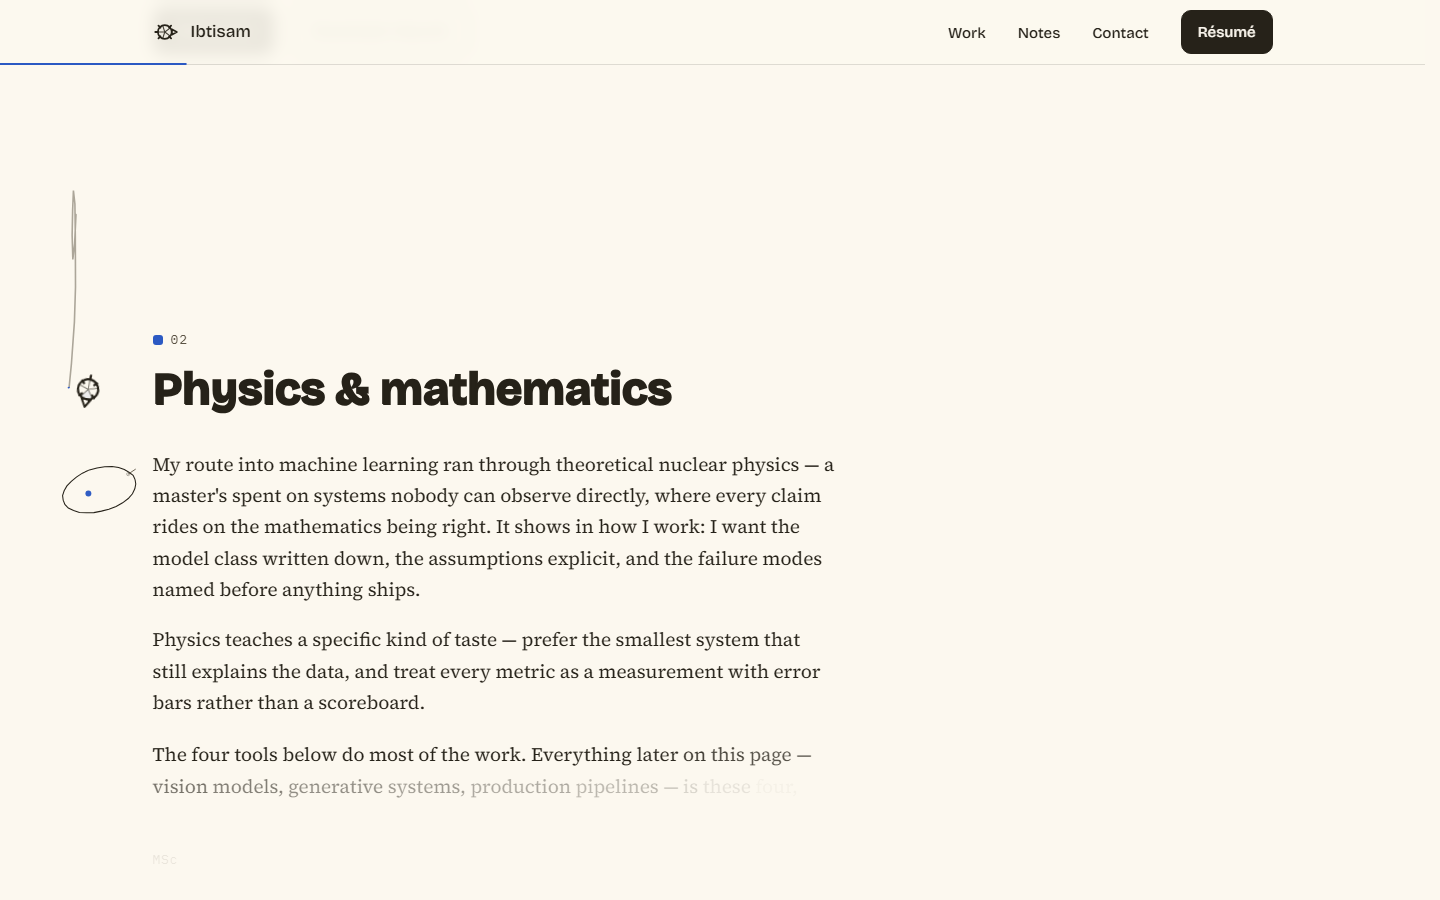 Ibtisam
Work
Notes
Contact
Résumé
02
Physics & mathematics
My route into machine learning ran through theoretical nuclear physics — a
master's spent on systems nobody can observe directly, where every claim
rides on the mathematics being right. It shows in how I work: I want the
model class written down, the assumptions explicit, and the failure modes
named before anything ships.
Physics teaches a specific kind of taste — prefer the smallest system that
still explains the data, and treat every metric as a measurement with error
bars rather than a scoreboard.
The four tools below do most of the work. Everything later on this page —
vision models, generative systems, production pipelines — is these four,
MSc